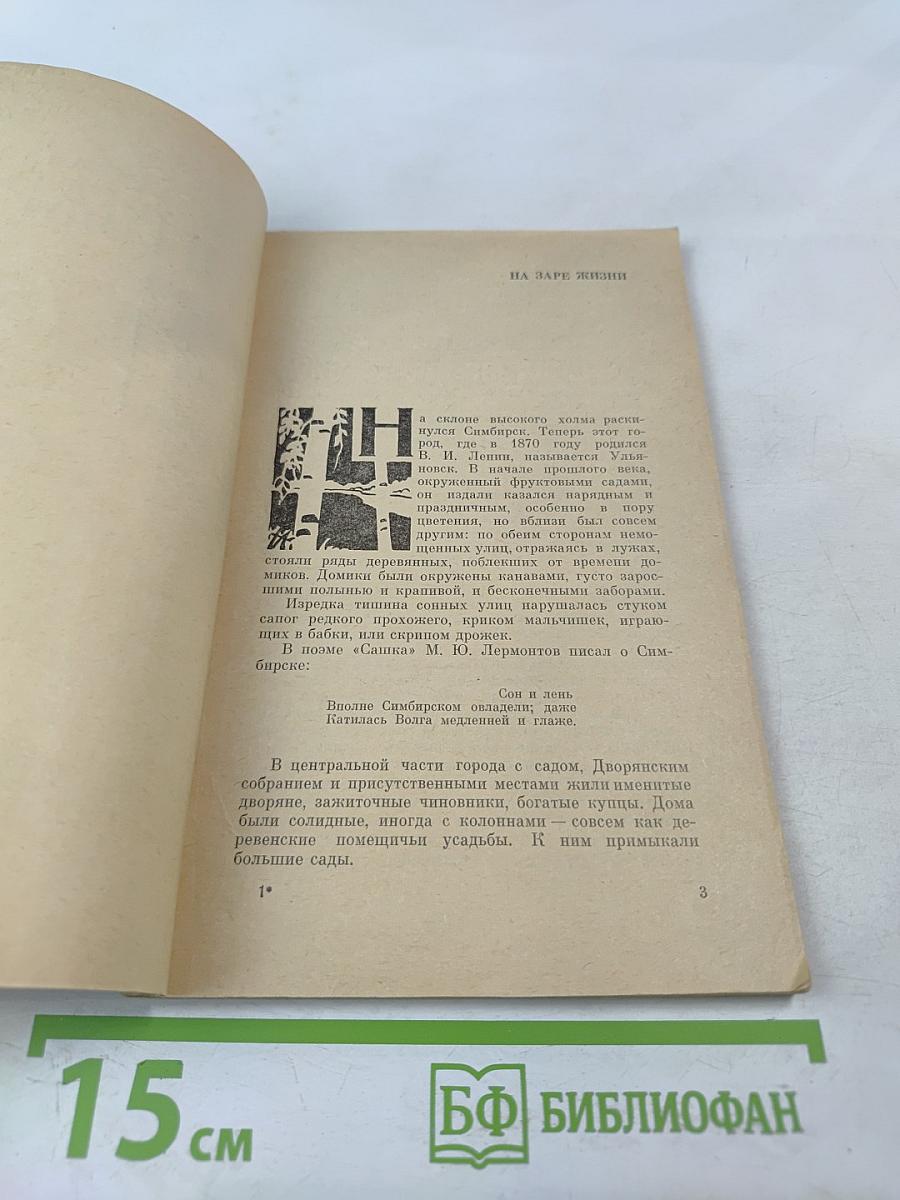 НА ЗАРЕ ЖИЗНИ
На склоне высокого холма раски-
нулся Симбирск. Теперь этот го-
род, где в 1870 году родился
В. И. Ленин, называется Улья-
новск. В начале прошлого века,
окруженный фруктовыми садами,
он издали казался нарядным и
праздничным, особенно в пору
цветения, но вблизи был совсем
другим: по обеим сторонам немо-
щенных улиц, отражаясь в лужах,
стояли ряды деревянных, поблекших от времени до-
миков. Домики были окружены канавами, густо зарос-
шими полынью и крапивой, и бесконечными заборами.
Изредка тишина сонных улиц нарушалась стуком
сапог редкого прохожего, криком мальчишек, играю-
щих в бабки, или скрипом дрожек.
В поэме «Сашка» М. Ю. Лермонтов писал о Сим-
бирске:
Сон и лень
Вполне Симбирском овладели; даже
Катилась Волга медленней и глаже.
В центральной части города с садом, Дворянским
собранием и присутственными местами жили именитые
дворяне, зажиточные чиновники, богатые купцы. Дома
были солидные, иногда с колоннами — совсем как де-
ревенские помещичьи усадьбы. К ним примыкали
большие сады.
1*
3
15 см
БФ БИБЛИОФАН